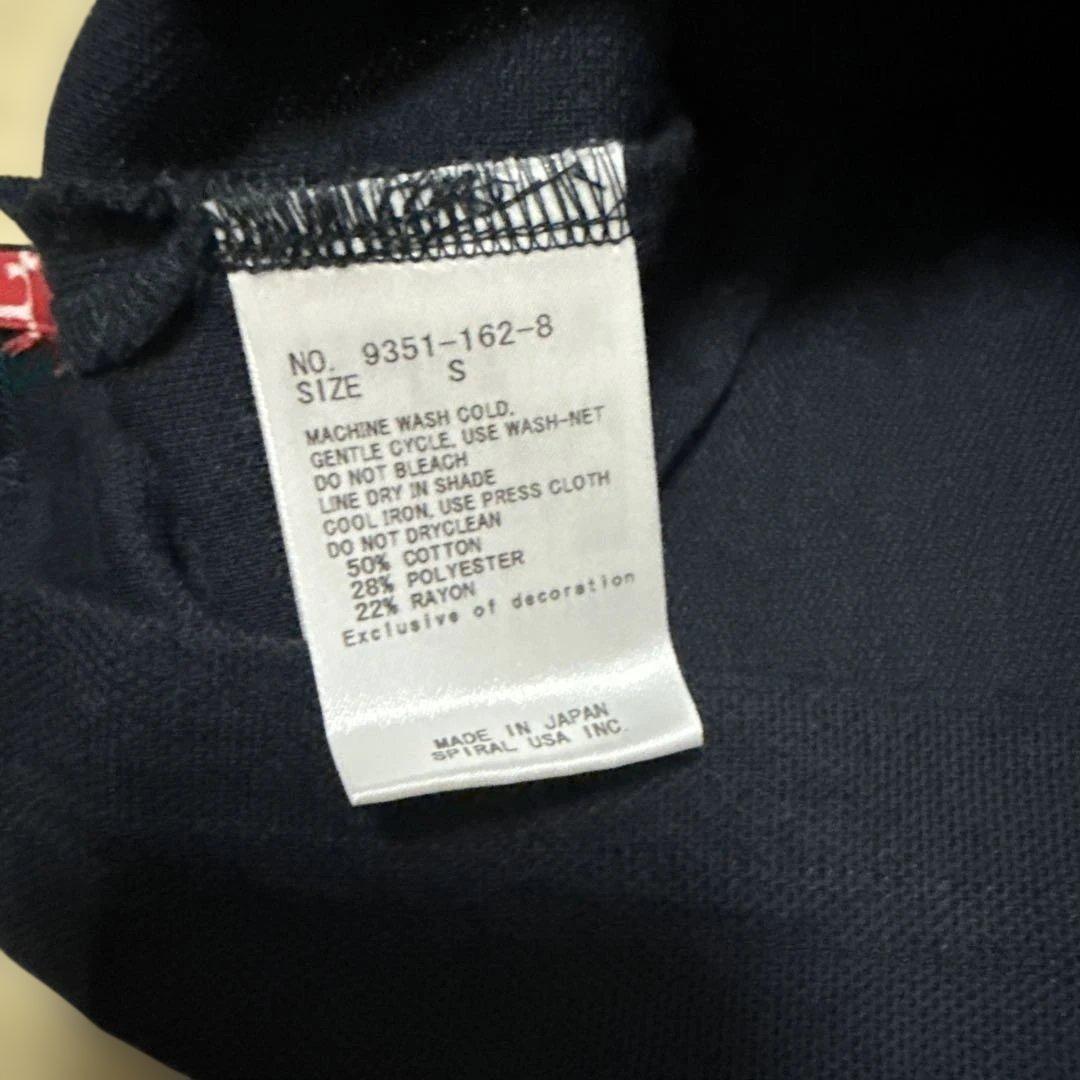 NO. 9351-162-8
SIZE S
MACHINE WASH COLD.
GENTLE CYCLE. USE WASH-NET
DO NOT BLEACH
LINE DRY IN SHADE
COOL IRON. USE PRESS CLOTH
DO NOT DRYCLEAN
50% COTTON
28% POLYESTER
22% RAYON
Exclusive of decoration
MADE IN JAPAN
SPIRAL USA INC.